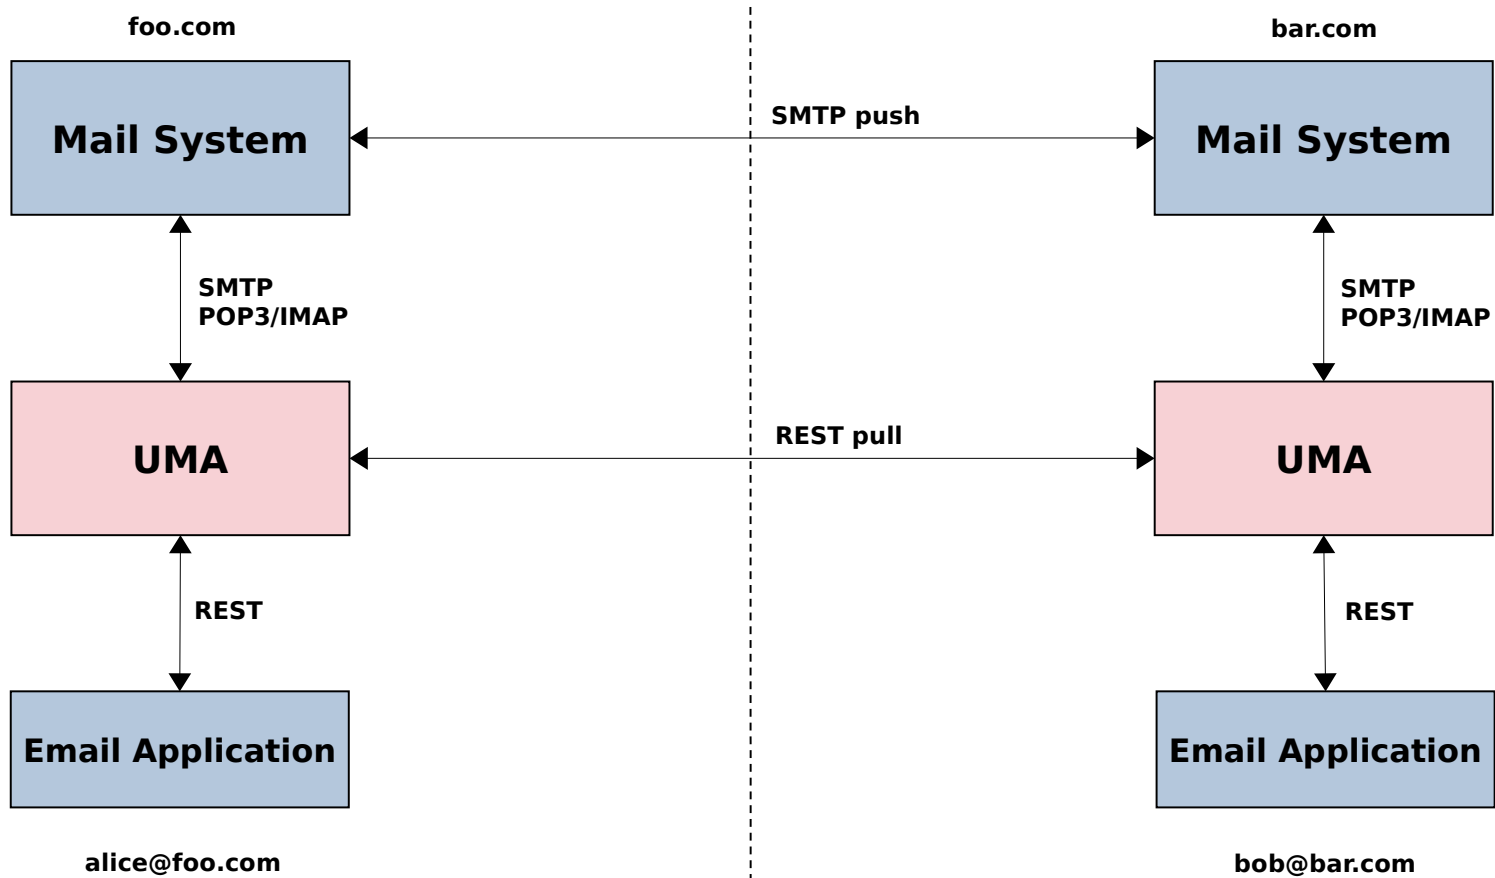 foo.com
bar.com
Mail System
SMTP push
Mail System
SMTP
POP3/IMAP
SMTP
POP3/IMAP
UMA
REST pull
UMA
REST
REST
Email Application
Email Application
alice@foo.com
bob@bar.com